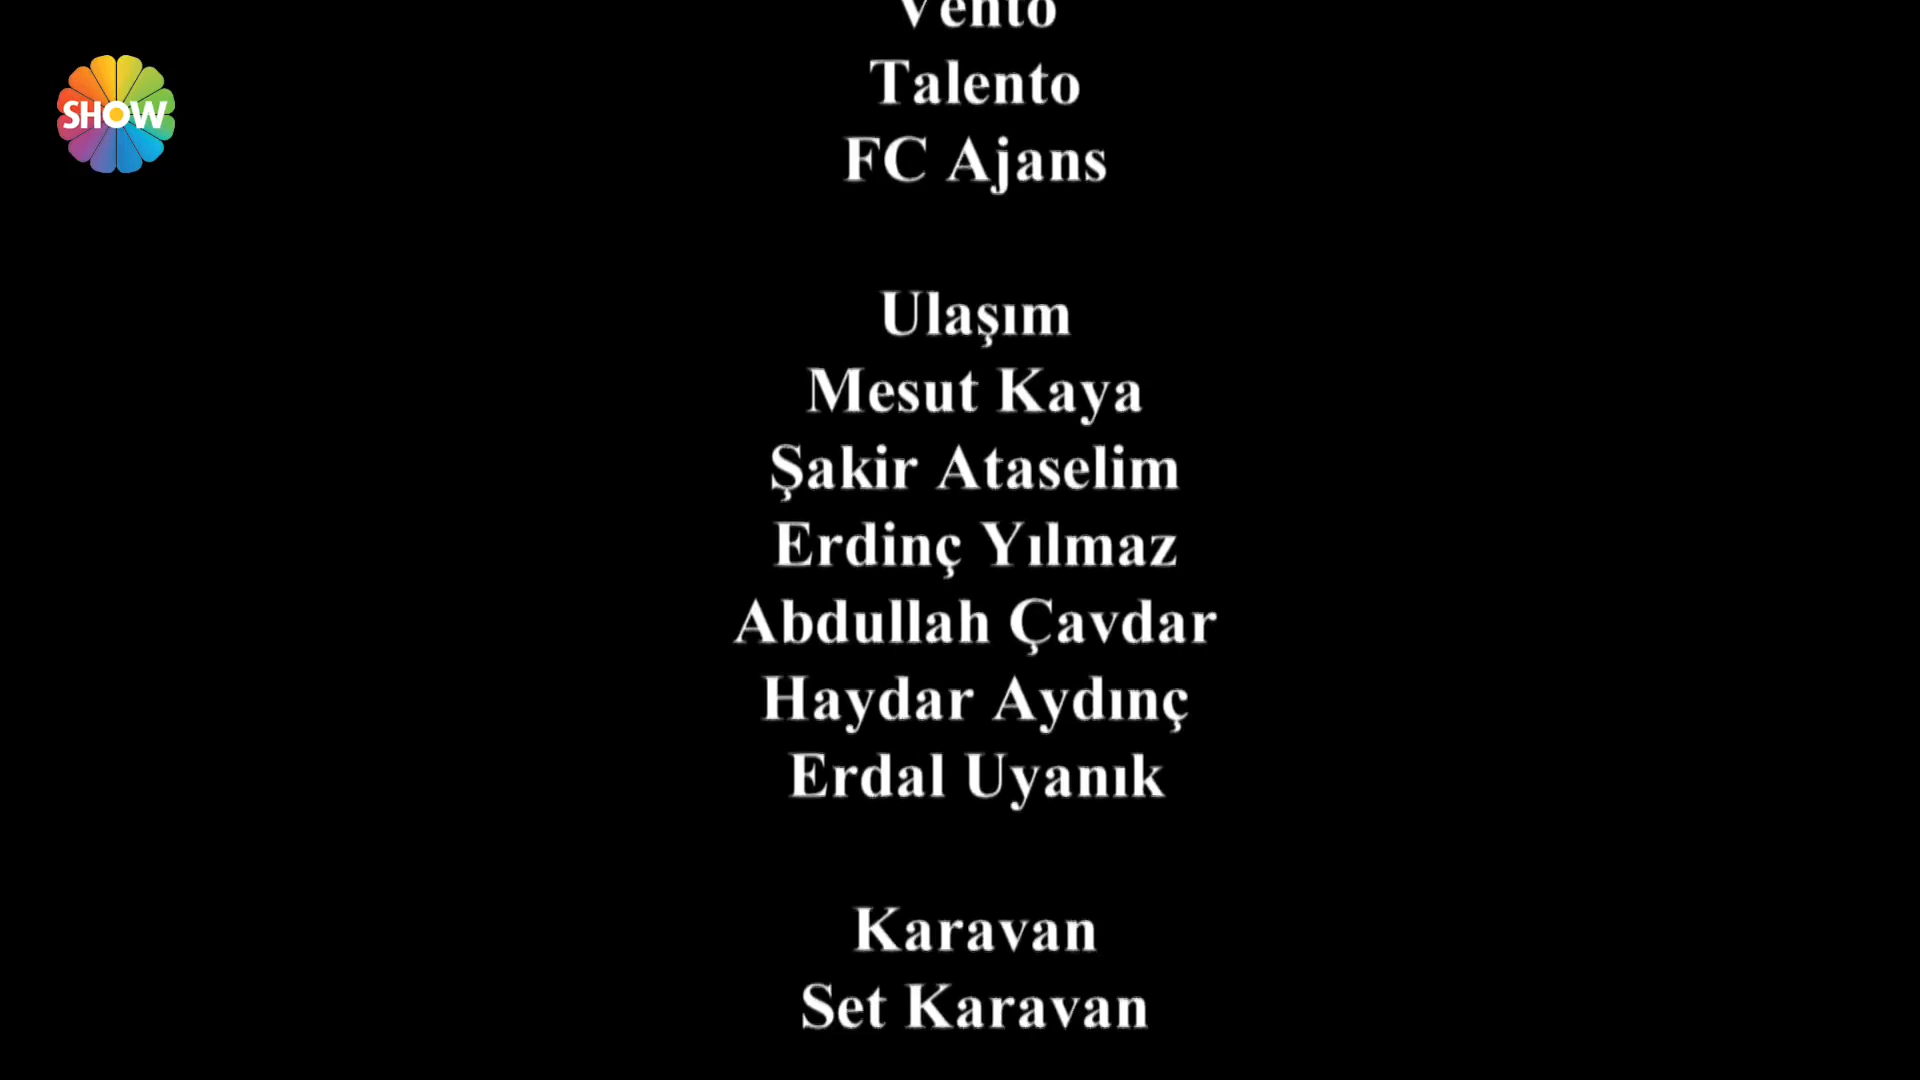 Vento
SHOW
Talento
FC Ajans
Ulaşım
Mesut Kaya
Şakir Ataselim
Erdinç Yılmaz
Abdullah Çavdar
Haydar Aydınç
Erdal Uyanık
Karavan
Set Karavan